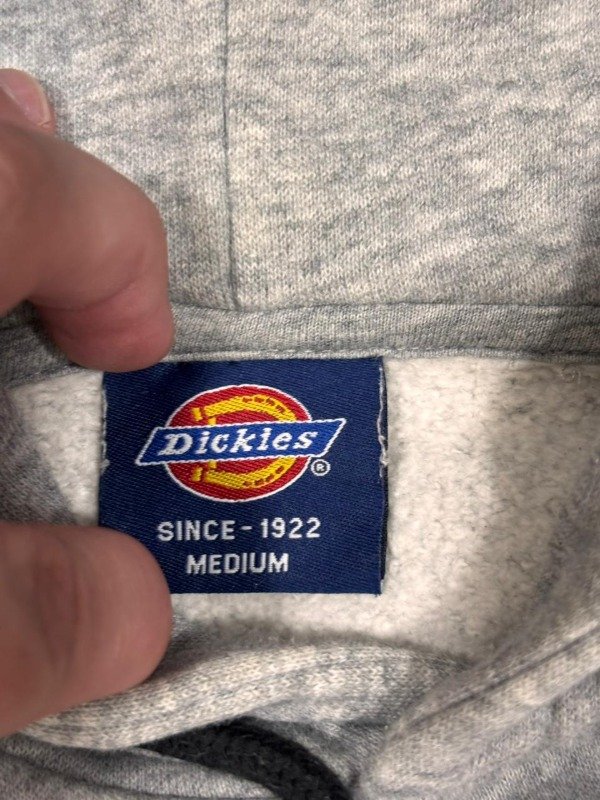 Dickies
®
SINCE - 1922
MEDIUM